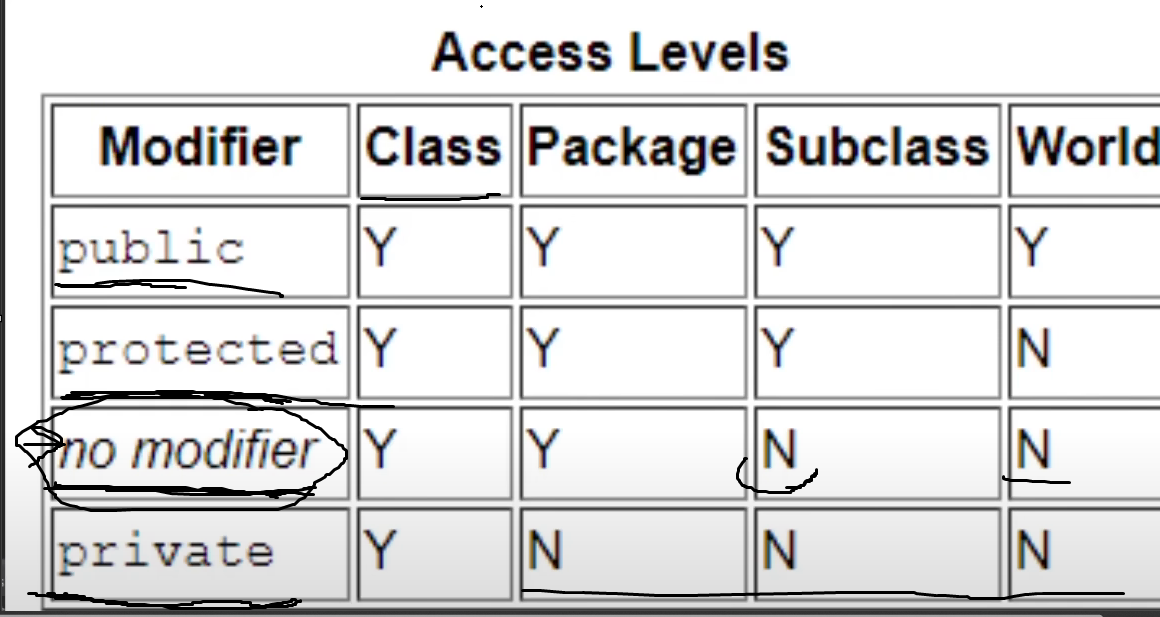 Access Levels
Modifier Class Package Subclass World
public Y Y Y Y
protected Y Y Y N
no modifier Y Y N N
private Y N N N